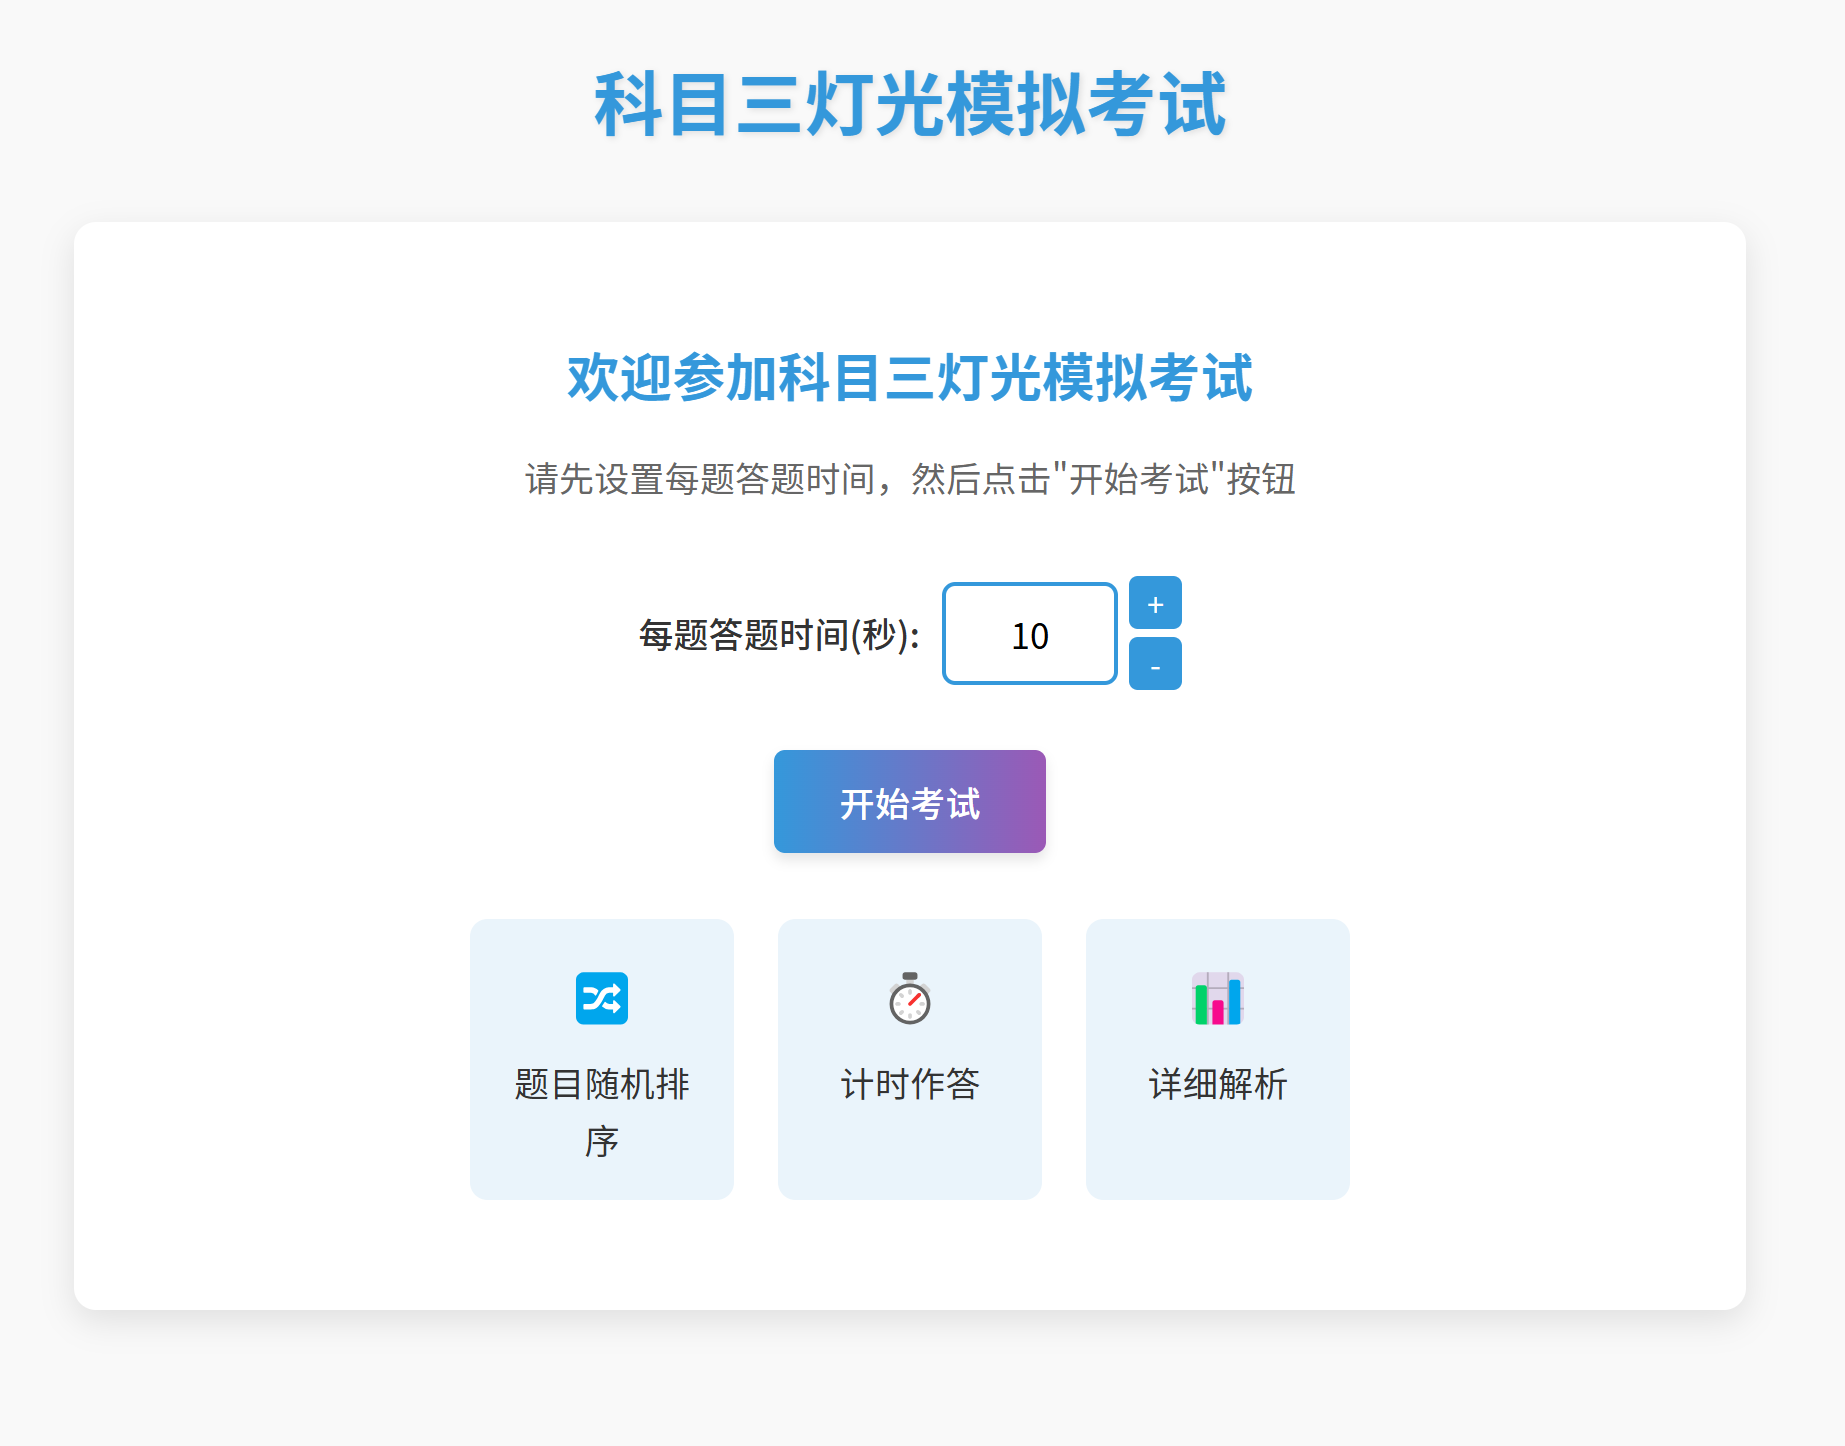 科目三灯光模拟考试
欢迎参加科目三灯光模拟考试
请先设置每题答题时间，然后点击"开始考试"按钮
每题答题时间(秒):
10
+
-
开始考试
题目随机排
序
计时作答
详细解析